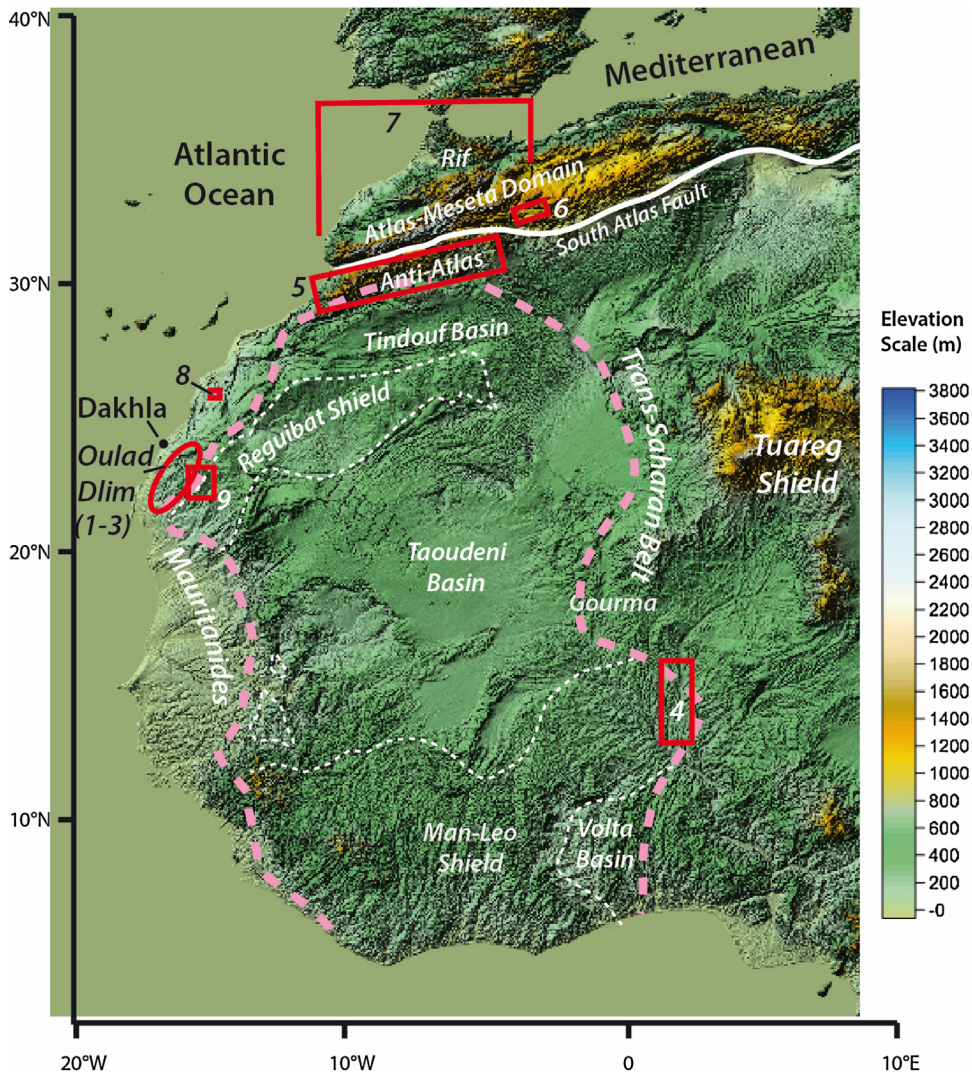 40°N
Mediterranean
7
Atlantic
Ocean
Rif
Atlas-Meseta Domain
6
South Atlas Fault
5
Anti-Atlas
30°N
Tindouf Basin
Elevation
Scale (m)
8
Reguibat Shield
Trans-Saharan Belt
Dakhla
Oulad
Dlim
(1-3)
9
Tuareg
Shield
20°N
Taoudeni
Basin
Mauritanides
Gourma
4
10°N
Man-Leo
Shield
Volta
Basin
3800
3600
3400
3200
3000
2800
2600
2400
2200
2000
1800
1600
1400
1200
1000
800
600
400
200
-0
20°W
10°W
0
10°E